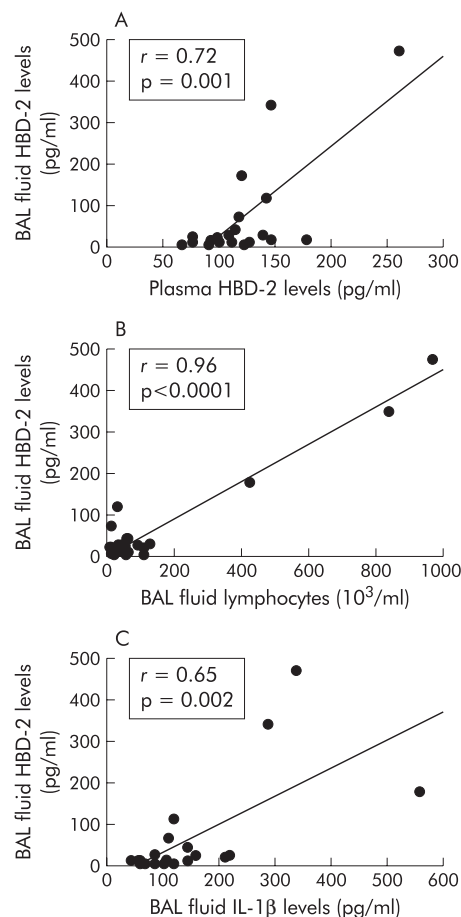 A
BAL fluid HBD-2 levels
(pg/ml)
500
400
300
200
100
0
r = 0.72
p = 0.001
0 50 100 150 200 250 300
Plasma HBD-2 levels (pg/ml)
B
BAL fluid HBD-2 levels
(pg/ml)
500
400
300
200
100
0
r = 0.96
p<0.0001
0 200 400 600 800 1000
BAL fluid lymphocytes (10³/ml)
C
BAL fluid HBD-2 levels
(pg/ml)
500
400
300
200
100
0
r = 0.65
p = 0.002
0 100 200 300 400 500 600
BAL fluid IL-1β levels (pg/ml)